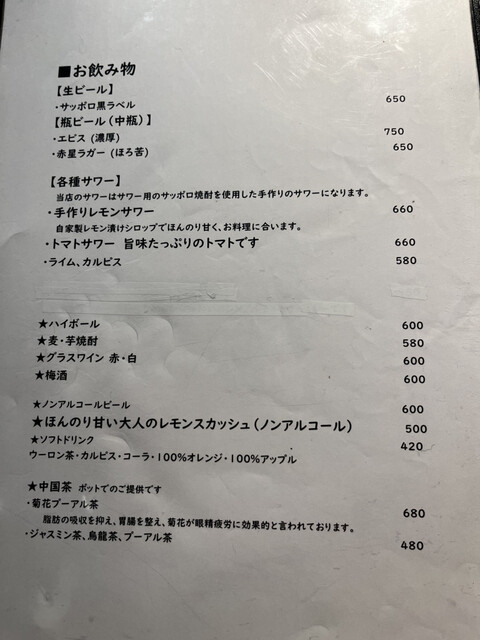 ■お飲み物
【生ビール】
・サッポロ黒ラベル 650
【瓶ビール（中瓶）】
・エビス (濃厚) 750
・赤星ラガー (ほろ苦) 650
【各種サワー】
当店のサワーはサワー用のサッポロ焼酎を使用した手作りのサワーになります。
・手作りレモンサワー 660
自家製レモン漬けシロップでほんのり甘く、お料理に合います。
・トマトサワー 旨味たっぷりのトマトです 660
・ライム、カルピス 580
★ハイボール 600
★麦・芋焼酎 580
★グラスワイン 赤・白 600
★梅酒 600
★ノンアルコールビール 600
★ほんのり甘い大人のレモンスカッシュ（ノンアルコール） 500
★ソフトドリンク 420
ウーロン茶・カルピス・コーラ・100%オレンジ・100%アップル
★中国茶 ポットでのご提供です
・菊花プーアル茶 680
脂肪の吸収を抑え、胃腸を整え、菊花が眼精疲労に効果的と言われております。
・ジャスミン茶、烏龍茶、プーアル茶 480